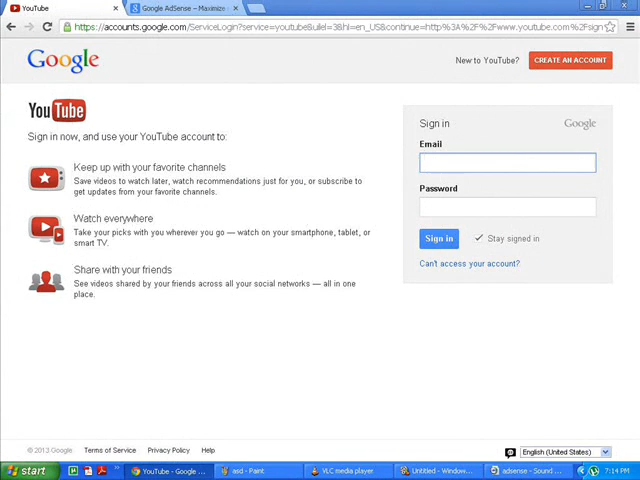 YouTube
Google AdSense – Maximize
https://accounts.google.com/ServiceLogin?service=youtube&uilel=3&hl=en_US&continue=http%3A%2F%2Fwww.youtube.com%2Fsign
Google
New to YouTube?
CREATE AN ACCOUNT
YouTube
Sign in now, and use your YouTube account to:
Keep up with your favorite channels
Save videos to watch later, watch recommendations just for you, or subscribe to
get updates from your favorite channels.
Watch everywhere
Take your picks with you wherever you go — watch on your smartphone, tablet, or
smart TV.
Share with your friends
See videos shared by your friends across all your social networks — all in one
place.
Sign in
Google
Email
Password
Sign in
Stay signed in
Can't access your account?
© 2013 Google
Terms of Service
Privacy Policy
Help
English (United States)
start
YouTube - Google ...
asd - Paint
VLC media player
Untitled - Window...
adsense - Sound ...
7:14 PM